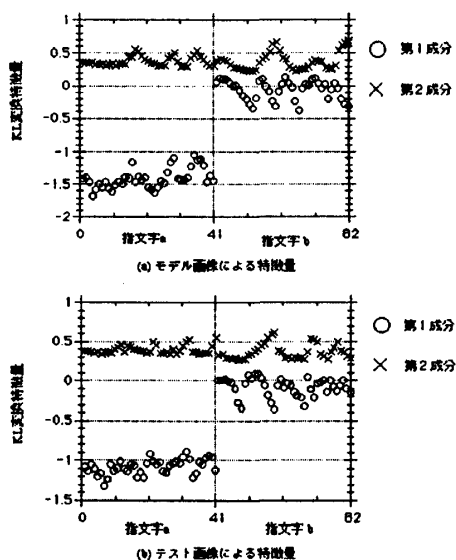 KL変換特徴量
1
0.5
0
-0.5
-1
-1.5
-2
0 41 82
指文字a 指文字b
○ 第1成分
× 第2成分
(a) モデル画像による特徴量
KL変換特徴量
1
0.5
0
-0.5
-1
-1.5
0 41 82
指文字a 指文字b
○ 第1成分
× 第2成分
(b) テスト画像による特徴量